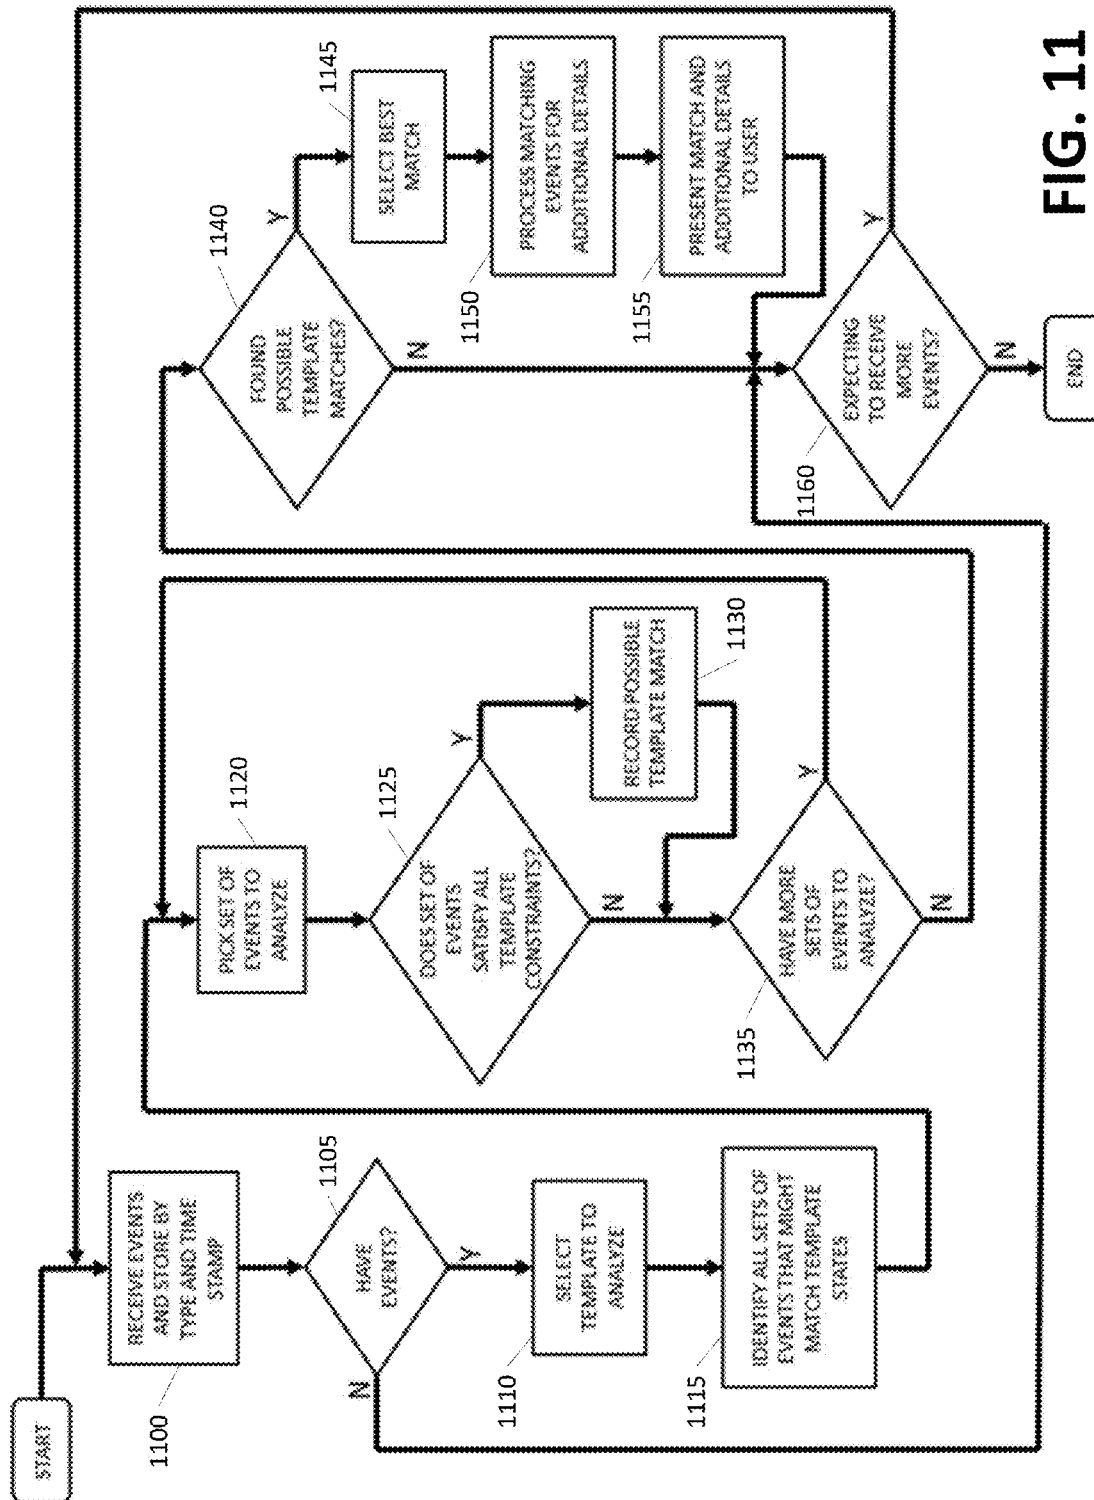 START
RECEIVE EVENTS
AND STORE BY
TYPE AND TIME
STAMP
1100
HAVE
EVENTS?
1105
N
Y
SELECT
TEMPLATE TO
ANALYZE
1110
IDENTIFY ALL SETS OF
EVENTS THAT MIGHT
MATCH TEMPLATE
STATES
1115
PICK SET OF
EVENTS TO
ANALYZE
1120
DOES SET OF
EVENTS
SATISFY ALL
TEMPLATE
CONSTRAINTS?
1125
Y
N
RECORD POSSIBLE
TEMPLATE MATCH
1130
HAVE MORE
SETS OF
EVENTS TO
ANALYZE?
1135
Y
N
FOUND
POSSIBLE
TEMPLATE
MATCHES?
1140
Y
N
SELECT BEST
MATCH
1145
PROCESS MATCHING
EVENTS FOR
ADDITIONAL DETAILS
1150
PRESENT MATCH AND
ADDITIONAL DETAILS
TO USER
1155
EXPECTING
TO RECEIVE
MORE
EVENTS?
1160
Y
N
END
FIG. 11